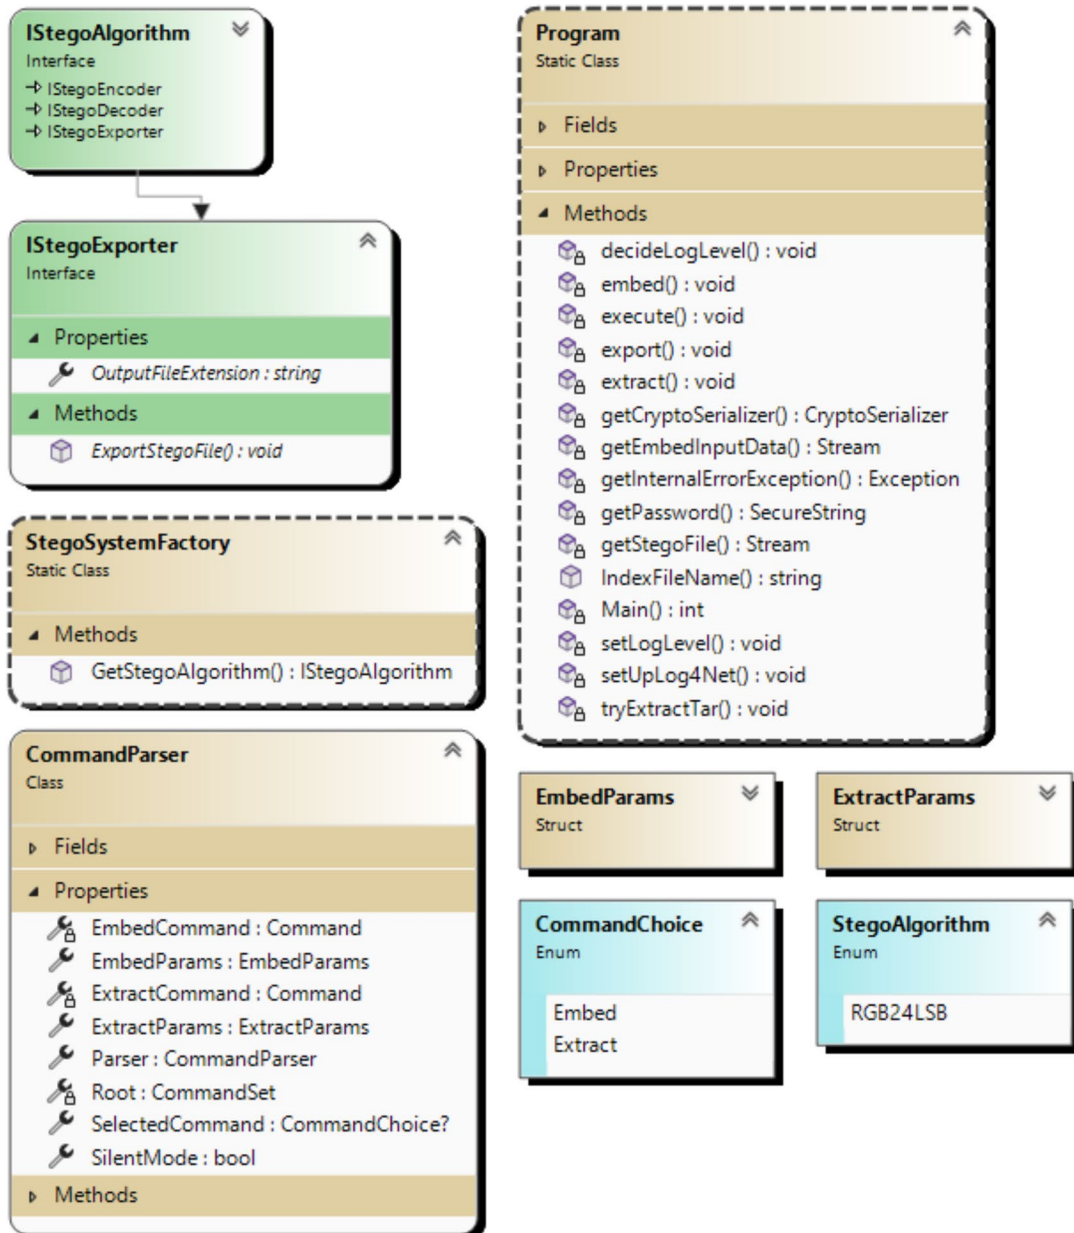 IStegoAlgorithm
Interface
IStegoEncoder
IStegoDecoder
IStegoExporter
IStegoExporter
Interface
Properties
OutputFileExtension : string
Methods
ExportStegoFile() : void
StegoSystemFactory
Static Class
Methods
GetStegoAlgorithm() : IStegoAlgorithm
CommandParser
Class
Fields
Properties
EmbedCommand : Command
EmbedParams : EmbedParams
ExtractCommand : Command
ExtractParams : ExtractParams
Parser : CommandParser
Root : CommandSet
SelectedCommand : CommandChoice?
SilentMode : bool
Methods
Program
Static Class
Fields
Properties
Methods
decideLogLevel() : void
embed() : void
execute() : void
export() : void
extract() : void
getCryptoSerializer() : CryptoSerializer
getEmbedInputData() : Stream
getInternalErrorException() : Exception
getPassword() : SecureString
getStegoFile() : Stream
IndexFileName() : string
Main() : int
setLogLevel() : void
setUpLog4Net() : void
tryExtractTar() : void
EmbedParams
Struct
ExtractParams
Struct
CommandChoice
Enum
Embed
Extract
StegoAlgorithm
Enum
RGB24LSB